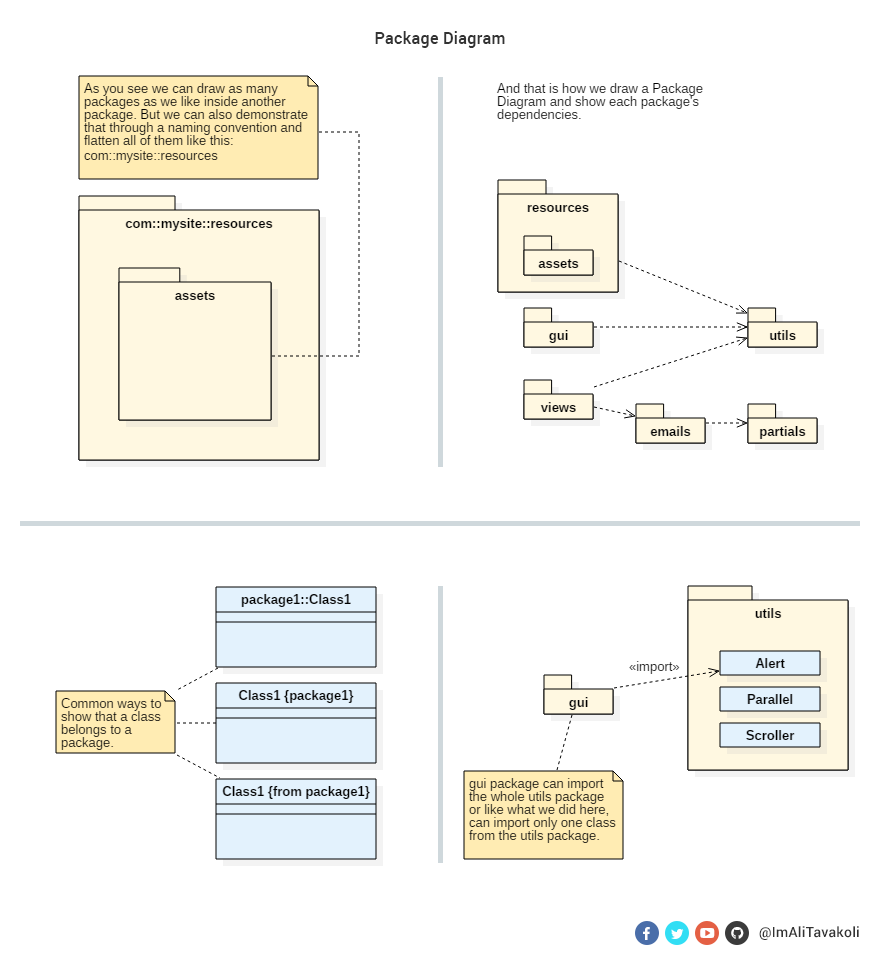 Package Diagram
As you see we can draw as many
packages as we like inside another
package. But we can also demonstrate
that through a naming convention and
flatten all of them like this:
com::mysite::resources
com::mysite::resources
assets
And that is how we draw a Package
Diagram and show each package's
dependencies.
resources
assets
gui
utils
views
emails
partials
package1::Class1
Class1 {package1}
Class1 {from package1}
Common ways to
show that a class
belongs to a
package.
utils
«import»
Alert
Parallel
Scroller
gui
gui package can import
the whole utils package
or like what we did here,
can import only one class
from the utils package.
@ImAliTavakoli